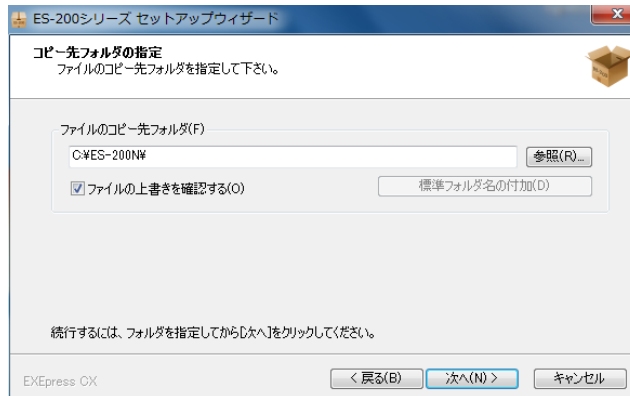 ES-200シリーズ セットアップウィザード
コピー先フォルダの指定
ファイルのコピー先フォルダを指定して下さい。
ファイルのコピー先フォルダ(F)
C:¥ES-200N¥
参照(R)...
ファイルの上書きを確認する(O)
標準フォルダ名の付加(D)
続行するには、フォルダを指定してから[次へ]をクリックしてください。
EXEpress CX
< 戻る(B)
次へ(N) >
キャンセル